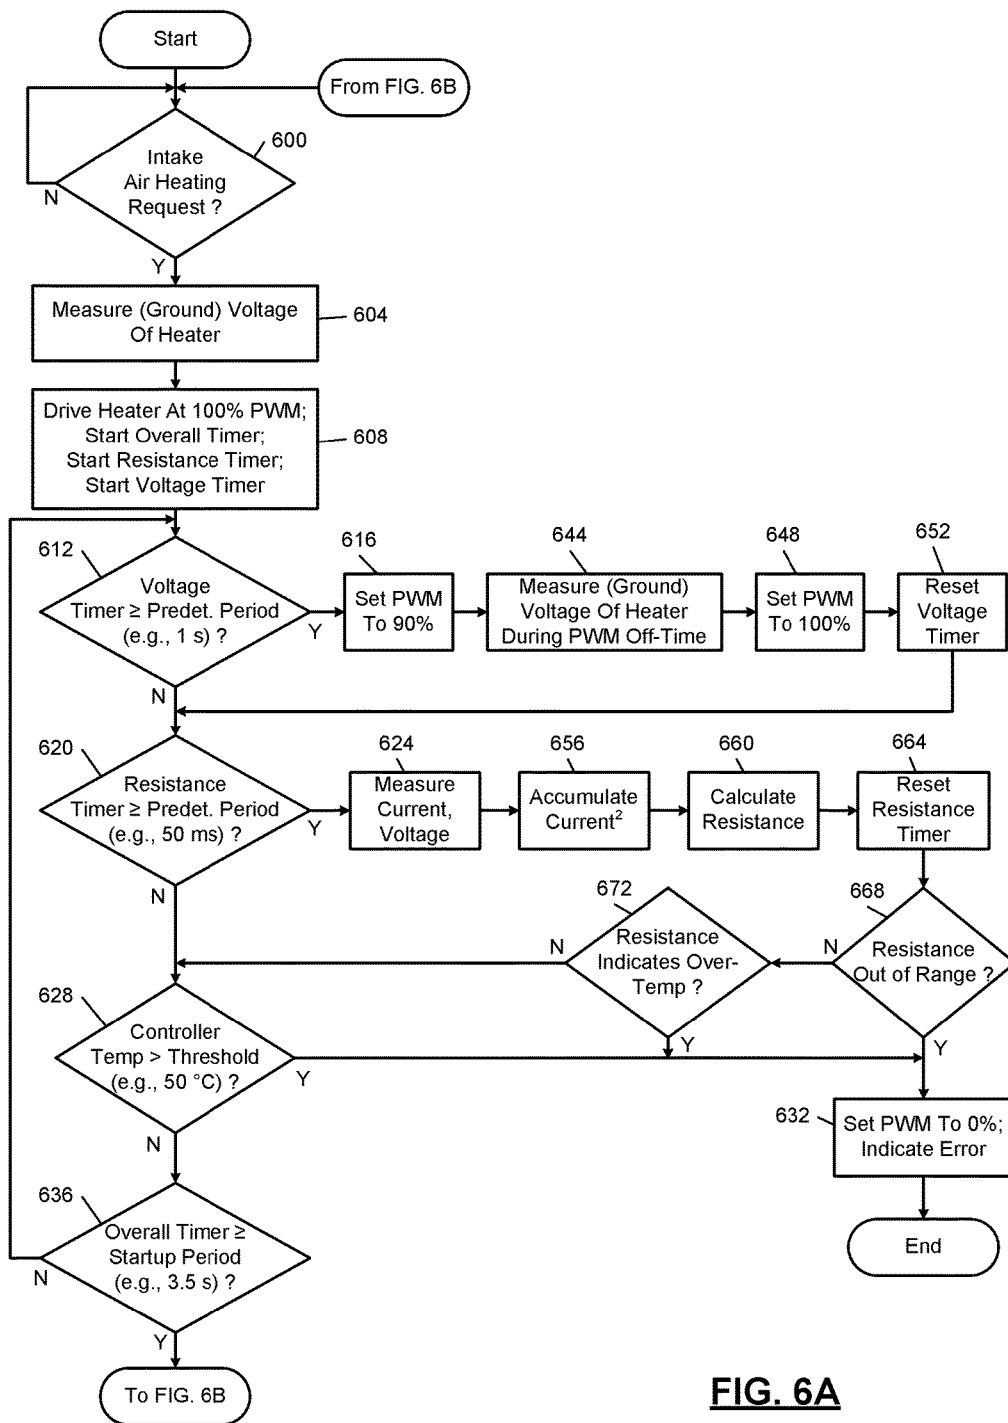 Start
From FIG. 6B
600
Intake
Air Heating
Request ?
N
Y
Measure (Ground) Voltage
Of Heater
604
Drive Heater At 100% PWM;
Start Overall Timer;
Start Resistance Timer;
Start Voltage Timer
608
612
Voltage
Timer ≥ Predet. Period
(e.g., 1 s) ?
Y
N
616
Set PWM
To 90%
644
Measure (Ground)
Voltage Of Heater
During PWM Off-Time
648
Set PWM
To 100%
652
Reset
Voltage
Timer
620
Resistance
Timer ≥ Predet. Period
(e.g., 50 ms) ?
Y
N
624
Measure
Current,
Voltage
656
Accumulate
Current²
660
Calculate
Resistance
664
Reset
Resistance
Timer
668
Resistance
Out of Range ?
N
Y
672
Resistance
Indicates Over-
Temp ?
N
Y
628
Controller
Temp > Threshold
(e.g., 50 °C) ?
Y
N
632
Set PWM To 0%;
Indicate Error
End
636
Overall Timer ≥
Startup Period
(e.g., 3.5 s) ?
N
Y
To FIG. 6B
FIG. 6A